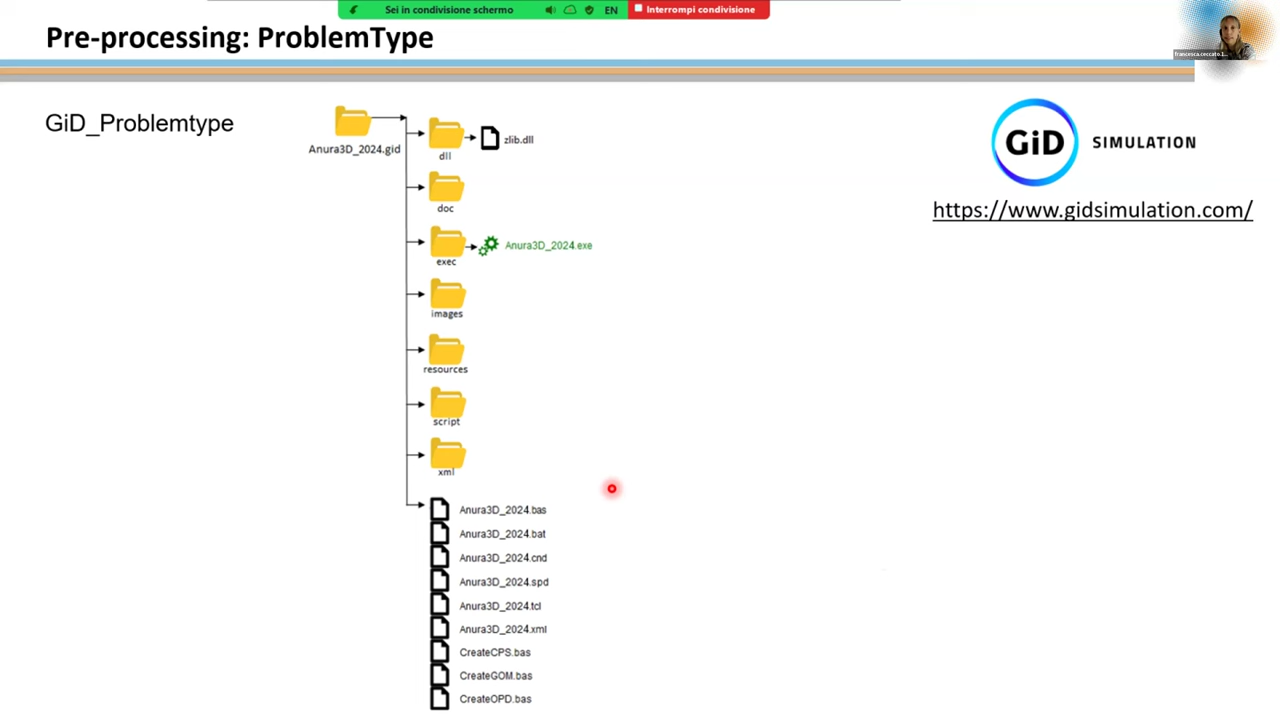 Sei in condivisione schermo
EN
Interrompi condivisione
Pre-processing: ProblemType
GiD_Problemtype
Anura3D_2024.gid
dll
zlib.dll
doc
exec
Anura3D_2024.exe
images
resources
script
xml
Anura3D_2024.bas
Anura3D_2024.bat
Anura3D_2024.cnd
Anura3D_2024.spd
Anura3D_2024.tcl
Anura3D_2024.xml
CreateCPS.bas
CreateGOM.bas
CreateOPD.bas
GiD SIMULATION
https://www.gidsimulation.com/